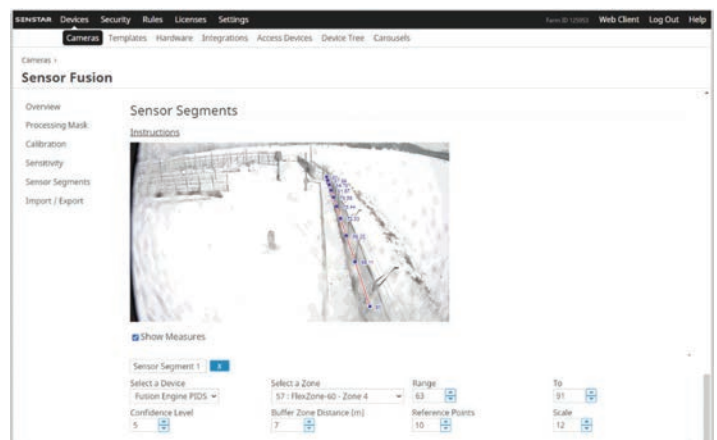 SENSTAR Devices Security Rules Licenses Settings Farm ID 125053 Web Client Log Out Help
Cameras Templates Hardware Integrations Access Devices Device Tree Carousels
Cameras ›
Sensor Fusion
Overview
Processing Mask
Calibration
Sensitivity
Sensor Segments
Import / Export
Sensor Segments
Instructions
Show Measures
Sensor Segment 1 X
Select a Device Select a Zone Range To
Fusion Engine PIDS 57 : FlexZone-60 - Zone 4 63 91
Confidence Level Buffer Zone Distance (m) Reference Points Scale
5 7 10 12